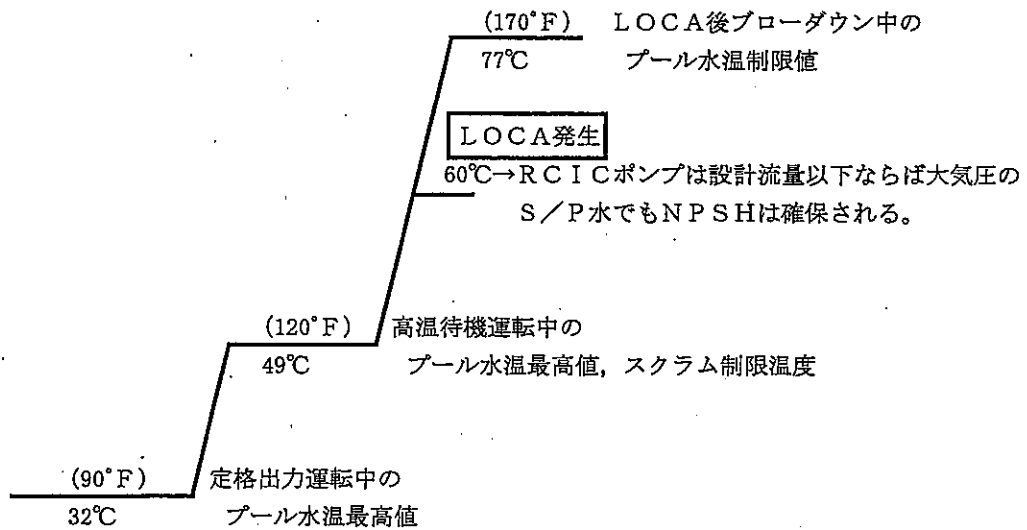 (170°F) LOCA後ブローダウン中の
77℃ プール水温制限値
LOCA発生
60℃→RCICポンプは設計流量以下ならば大気圧の
S/P水でもNPSHは確保される。
(120°F) 高温待機運転中の
49℃ プール水温最高値,スクラム制限温度
(90°F) 定格出力運転中の
32℃ プール水温最高値